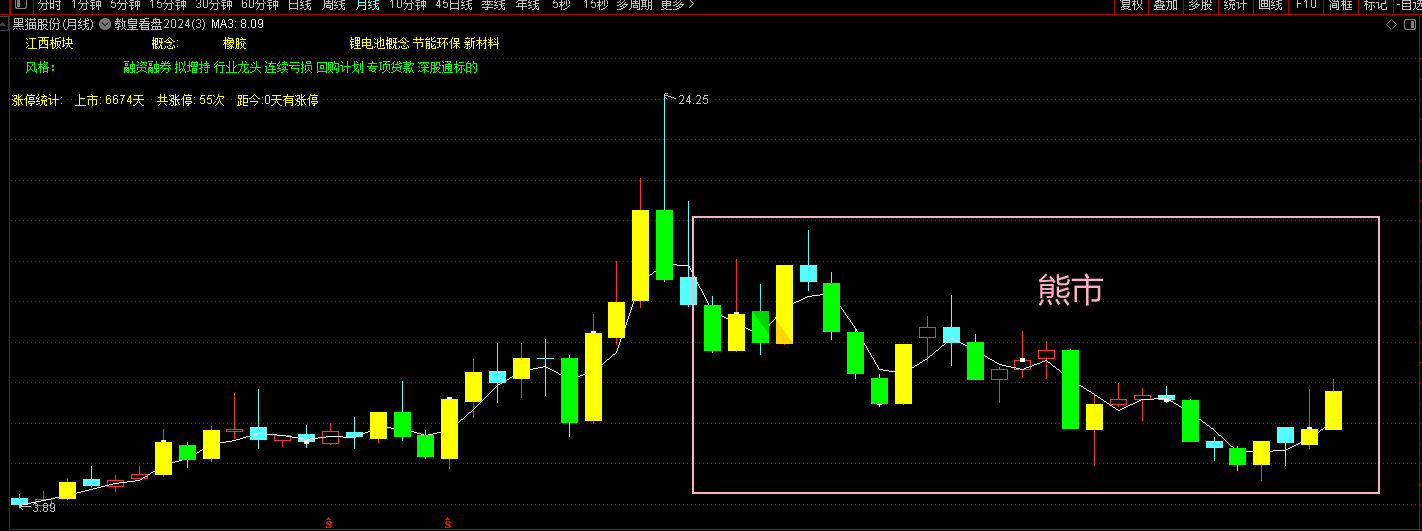 分时 1分钟 5分钟 15分钟 30分钟 60分钟 日线 周线 月线 10分钟 45日线 季线 年线 5秒 15秒 多周期 更多 复权 叠加 多股 统计 画线 F10 简框 标记 -自选
黑猫股份(月线) 教皇看盘2024(3) MA3: 8.09
江西板块 概念: 橡胶 锂电池概念 节能环保 新材料
风格: 融资融券 拟增持 行业龙头 连续亏损 回购计划 专项贷款 深股通标的
涨停统计: 上市: 6674天 共涨停: 55次 距今:0天有涨停
24.25
熊市
3.89
S S